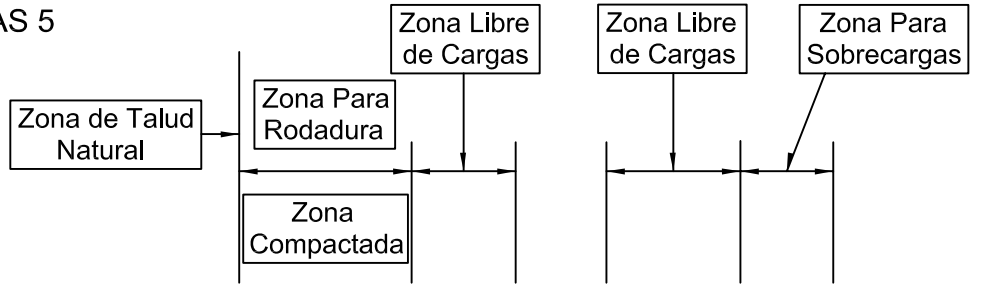 AS 5
Zona Libre
de Cargas
Zona Libre
de Cargas
Zona Para
Sobrecargas
Zona de Talud
Natural
Zona Para
Rodadura
Zona
Compactada